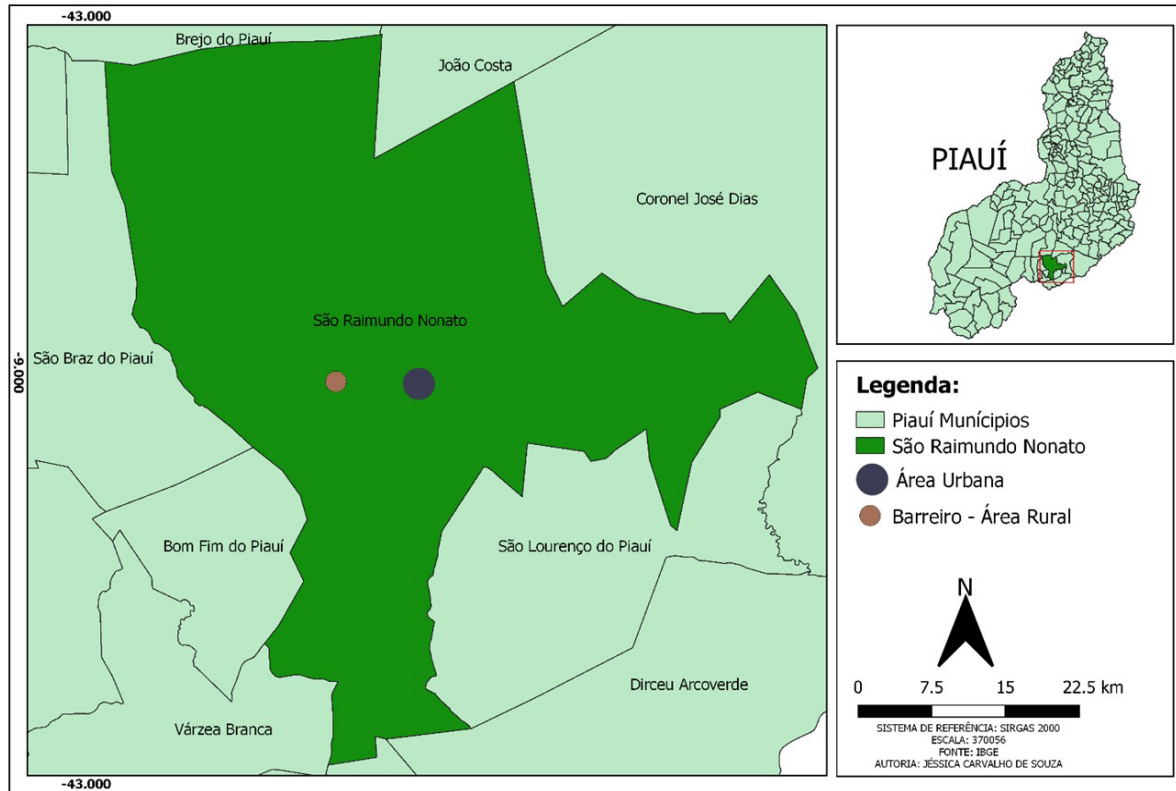 -43.000
Brejo do Piauí
João Costa
Coronel José Dias
São Raimundo Nonato
São Braz do Piauí
-9.000
Bom Fim do Piauí
São Lourenço do Piauí
Dirceu Arcoverde
Várzea Branca
-43.000
PIAUÍ
Legenda:
Piauí Munícipios
São Raimundo Nonato
Área Urbana
Barreiro - Área Rural
N
0 7.5 15 22.5 km
SISTEMA DE REFERÊNCIA: SIRGAS 2000
ESCALA: 370056
FONTE: IBGE
AUTORIA: JÉSSICA CARVALHO DE SOUZA